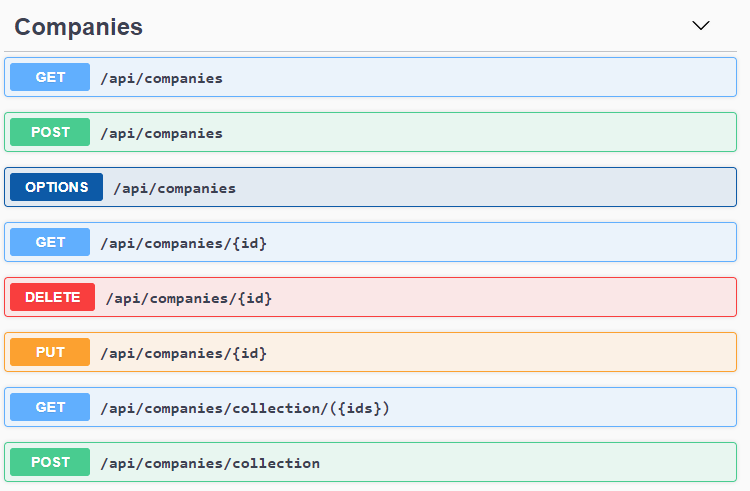 Companies
GET /api/companies
POST /api/companies
OPTIONS /api/companies
GET /api/companies/{id}
DELETE /api/companies/{id}
PUT /api/companies/{id}
GET /api/companies/collection/({ids})
POST /api/companies/collection